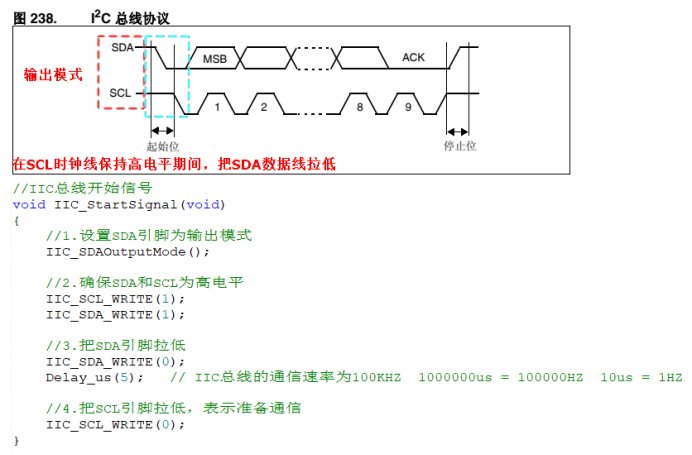 图 238. I²C 总线协议
SDA
MSB
ACK
输出模式
SCL
1 2 8 9
起始位 停止位
在SCL时钟线保持高电平期间，把SDA数据线拉低
//IIC总线开始信号
void IIC_StartSignal(void)
{
    //1.设置SDA引脚为输出模式
    IIC_SDAOutputMode();
    //2.确保SDA和SCL为高电平
    IIC_SCL_WRITE(1);
    IIC_SDA_WRITE(1);
    //3.把SDA引脚拉低
    IIC_SDA_WRITE(0);
    Delay_us(5);   // IIC总线的通信速率为100KHZ  1000000us = 100000HZ  10us = 1HZ
    //4.把SCL引脚拉低，表示准备通信
    IIC_SCL_WRITE(0);
}